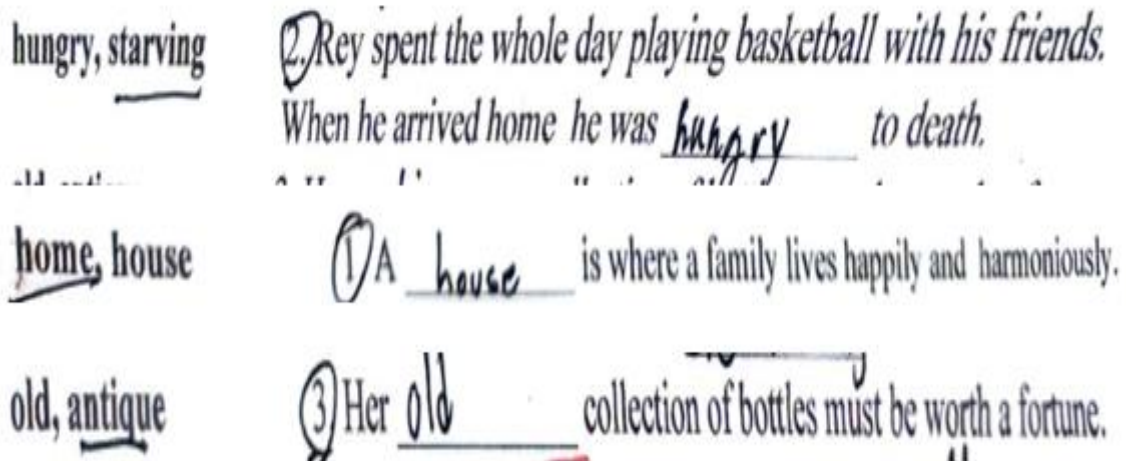 hungry, starving 2. Rey spent the whole day playing basketball with his friends.
When he arrived home he was hungry to death.
home, house 1 A house is where a family lives happily and harmoniously.
old, antique 3 Her old collection of bottles must be worth a fortune.